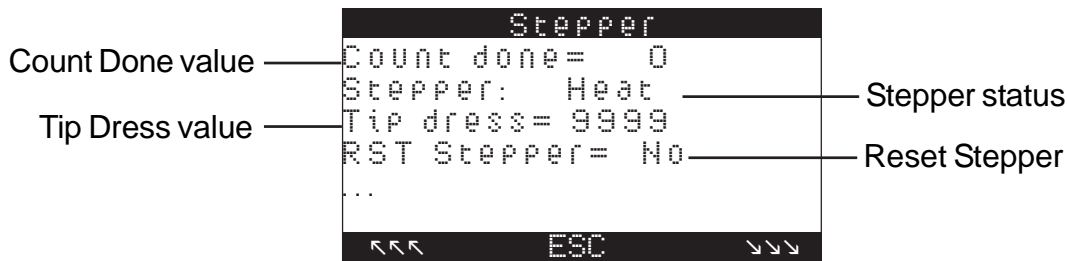 Stepper
Count Done value
Count done= 0
Stepper: Heat
Stepper status
Tip Dress value
Tip dress= 9999
RST Stepper= No
Reset Stepper
...
↖↖↖ ESC ↘↘↘